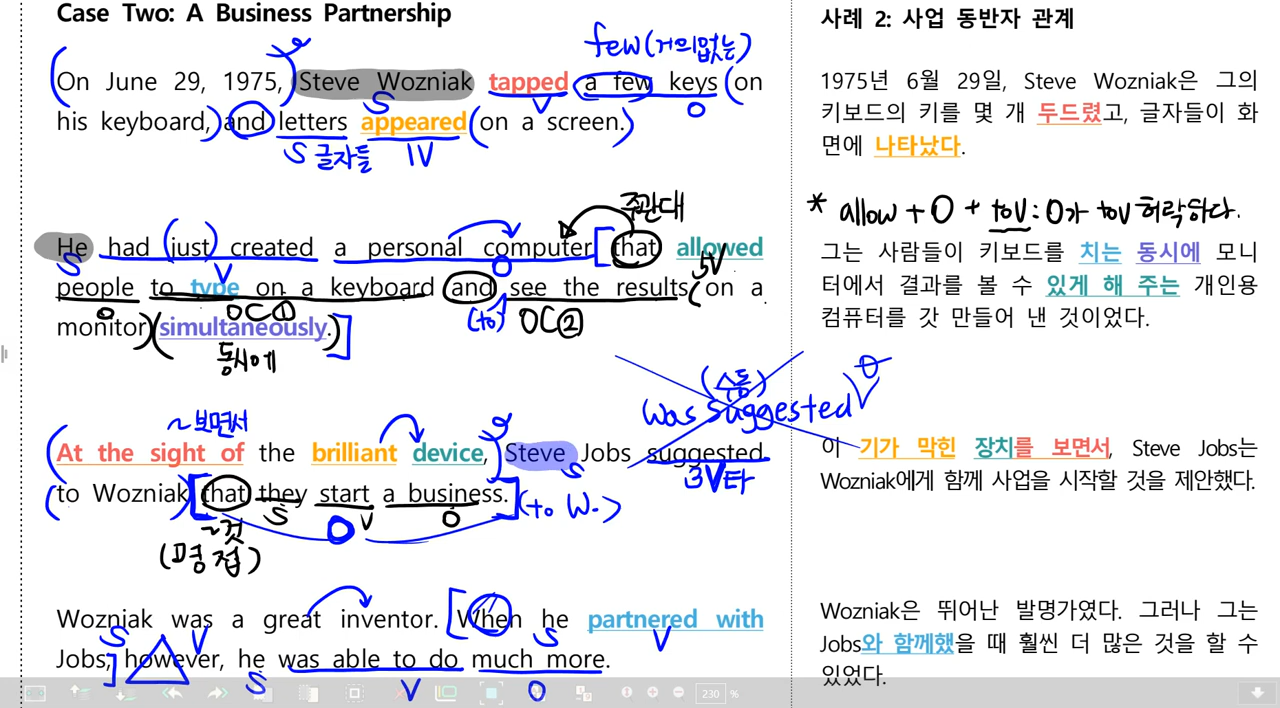 Case Two: A Business Partnership
사례 2: 사업 동반자 관계
few (거의없는)
On June 29, 1975, Steve Wozniak tapped a few keys (on
S V O
his keyboard,) and letters appeared (on a screen.)
S 글자들 IV
1975년 6월 29일, Steve Wozniak은 그의
키보드의 키를 몇 개 두드렸고, 글자들이 화
면에 나타났다.
주관대
* allow + O + to V : O가 to V 허락하다.
He had (just) created a personal computer [that allowed
S V O 5V
people to type on a keyboard and see the results (on a
O OC① (to) OC②
monitor) (simultaneously.)]
동시에
그는 사람들이 키보드를 치는 동시에 모니
터에서 결과를 볼 수 있게 해 주는 개인용
컴퓨터를 갓 만들어 낸 것이었다.
(수동)
was suggested
~보면서
(At the sight of the brilliant device,) Steve Jobs suggested
S 3V타
(to Wozniak) [that they start a business.] (to W.)
S V O
~것 O
(명접)
이 기가 막힌 장치를 보면서, Steve Jobs는
Wozniak에게 함께 사업을 시작할 것을 제안했다.
Wozniak was a great inventor. [When he partnered with
S V S V
Jobs,] however, he was able to do much more.
S V O
Wozniak은 뛰어난 발명가였다. 그러나 그는
Jobs와 함께했을 때 훨씬 더 많은 것을 할 수
있었다.
230 %